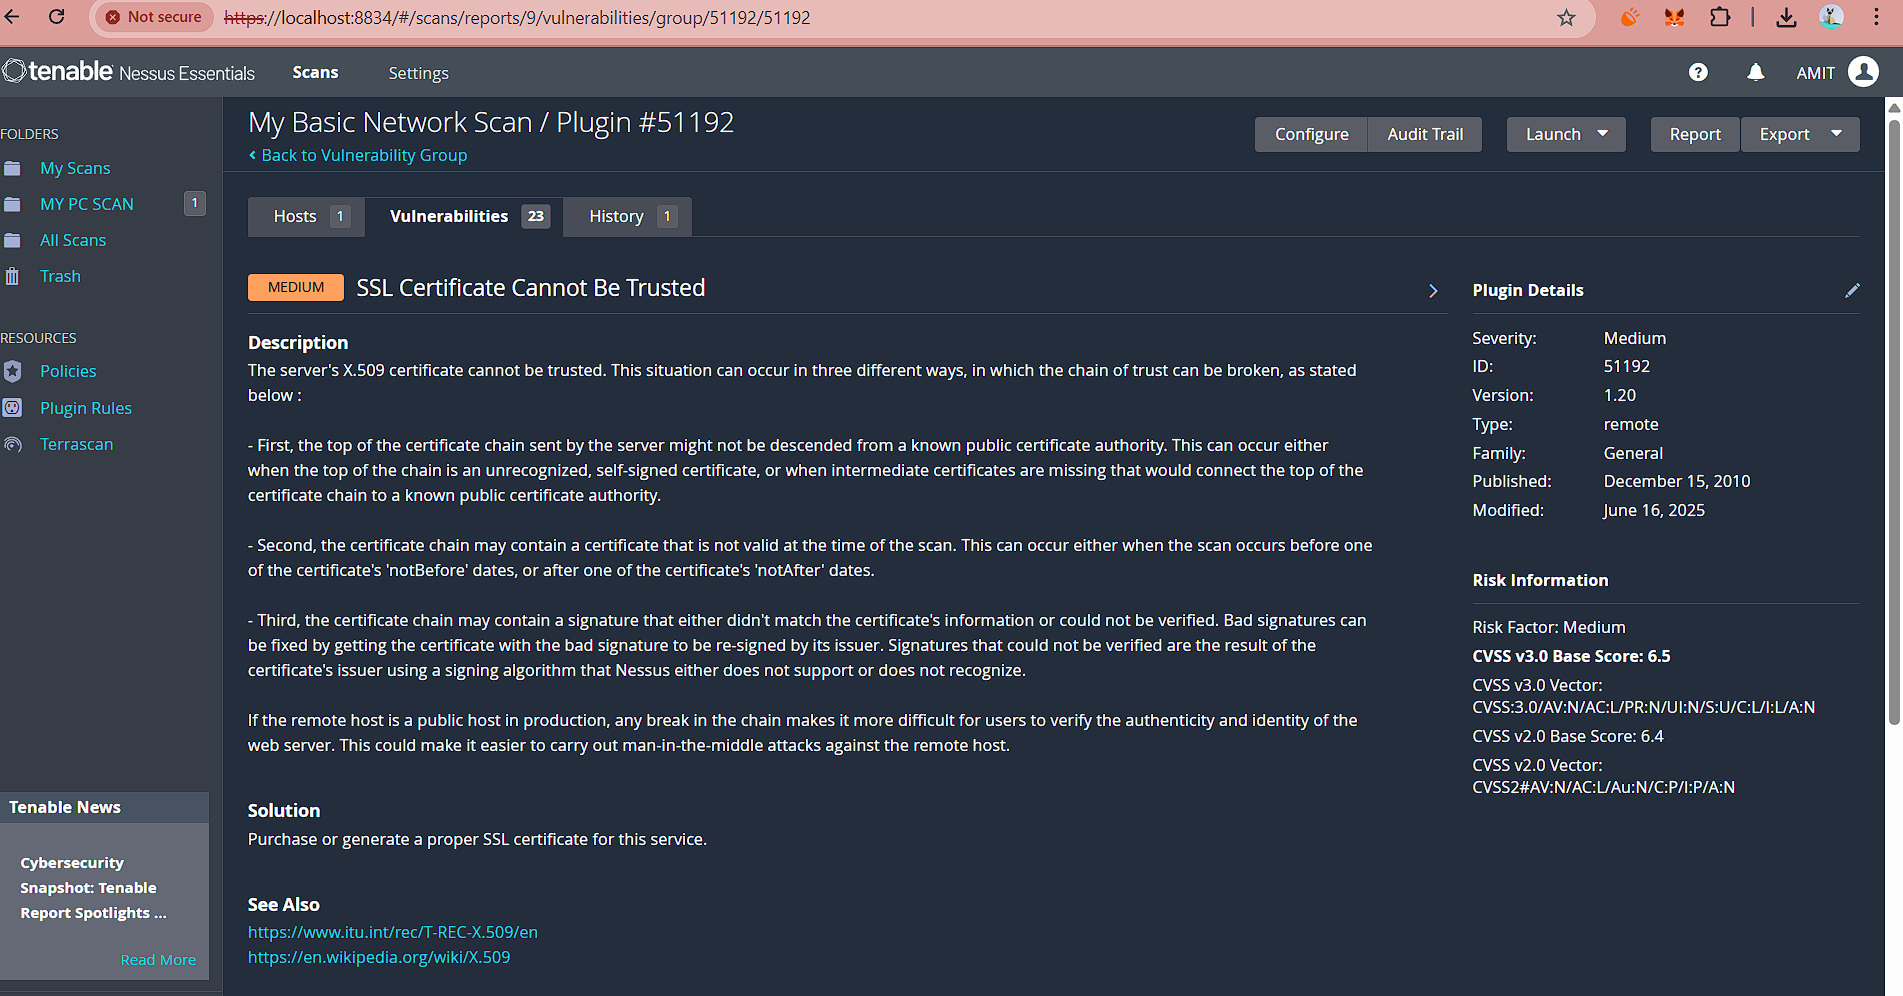 Not secure
https://localhost:8834/#/scans/reports/9/vulnerabilities/group/51192/51192
tenable Nessus Essentials
Scans
Settings
?
AMIT
FOLDERS
My Scans
MY PC SCAN
1
All Scans
Trash
RESOURCES
Policies
Plugin Rules
Terrascan
Tenable News
Cybersecurity
Snapshot: Tenable
Report Spotlights ...
Read More
My Basic Network Scan / Plugin #51192
‹ Back to Vulnerability Group
Configure
Audit Trail
Launch
Report
Export
Hosts 1
Vulnerabilities 23
History 1
MEDIUM
SSL Certificate Cannot Be Trusted
Description
The server's X.509 certificate cannot be trusted. This situation can occur in three different ways, in which the chain of trust can be broken, as stated
below :
- First, the top of the certificate chain sent by the server might not be descended from a known public certificate authority. This can occur either
when the top of the chain is an unrecognized, self-signed certificate, or when intermediate certificates are missing that would connect the top of the
certificate chain to a known public certificate authority.
- Second, the certificate chain may contain a certificate that is not valid at the time of the scan. This can occur either when the scan occurs before one
of the certificate's 'notBefore' dates, or after one of the certificate's 'notAfter' dates.
- Third, the certificate chain may contain a signature that either didn't match the certificate's information or could not be verified. Bad signatures can
be fixed by getting the certificate with the bad signature to be re-signed by its issuer. Signatures that could not be verified are the result of the
certificate's issuer using a signing algorithm that Nessus either does not support or does not recognize.
If the remote host is a public host in production, any break in the chain makes it more difficult for users to verify the authenticity and identity of the
web server. This could make it easier to carry out man-in-the-middle attacks against the remote host.
Solution
Purchase or generate a proper SSL certificate for this service.
See Also
https://www.itu.int/rec/T-REC-X.509/en
https://en.wikipedia.org/wiki/X.509
Plugin Details
Severity: Medium
ID: 51192
Version: 1.20
Type: remote
Family: General
Published: December 15, 2010
Modified: June 16, 2025
Risk Information
Risk Factor: Medium
CVSS v3.0 Base Score: 6.5
CVSS v3.0 Vector:
CVSS:3.0/AV:N/AC:L/PR:N/UI:N/S:U/C:L/I:L/A:N
CVSS v2.0 Base Score: 6.4
CVSS v2.0 Vector:
CVSS2#AV:N/AC:L/Au:N/C:P/I:P/A:N